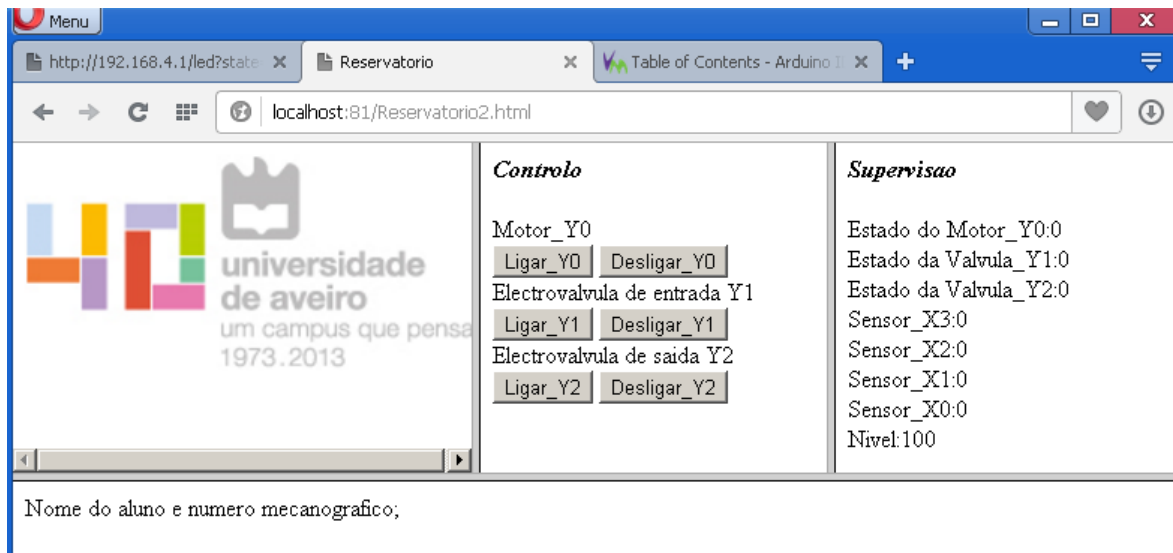 Menu
http://192.168.4.1/led?state
Reservatorio
Table of Contents - Arduino I
localhost:81/Reservatorio2.html
universidade
de aveiro
um campus que pensa
1973.2013
Controlo
Motor_Y0
Ligar_Y0 Desligar_Y0
Electrovalvula de entrada Y1
Ligar_Y1 Desligar_Y1
Electrovalvula de saida Y2
Ligar_Y2 Desligar_Y2
Supervisao
Estado do Motor_Y0:0
Estado da Valvula_Y1:0
Estado da Valvula_Y2:0
Sensor_X3:0
Sensor_X2:0
Sensor_X1:0
Sensor_X0:0
Nivel:100
Nome do aluno e numero mecanografico;